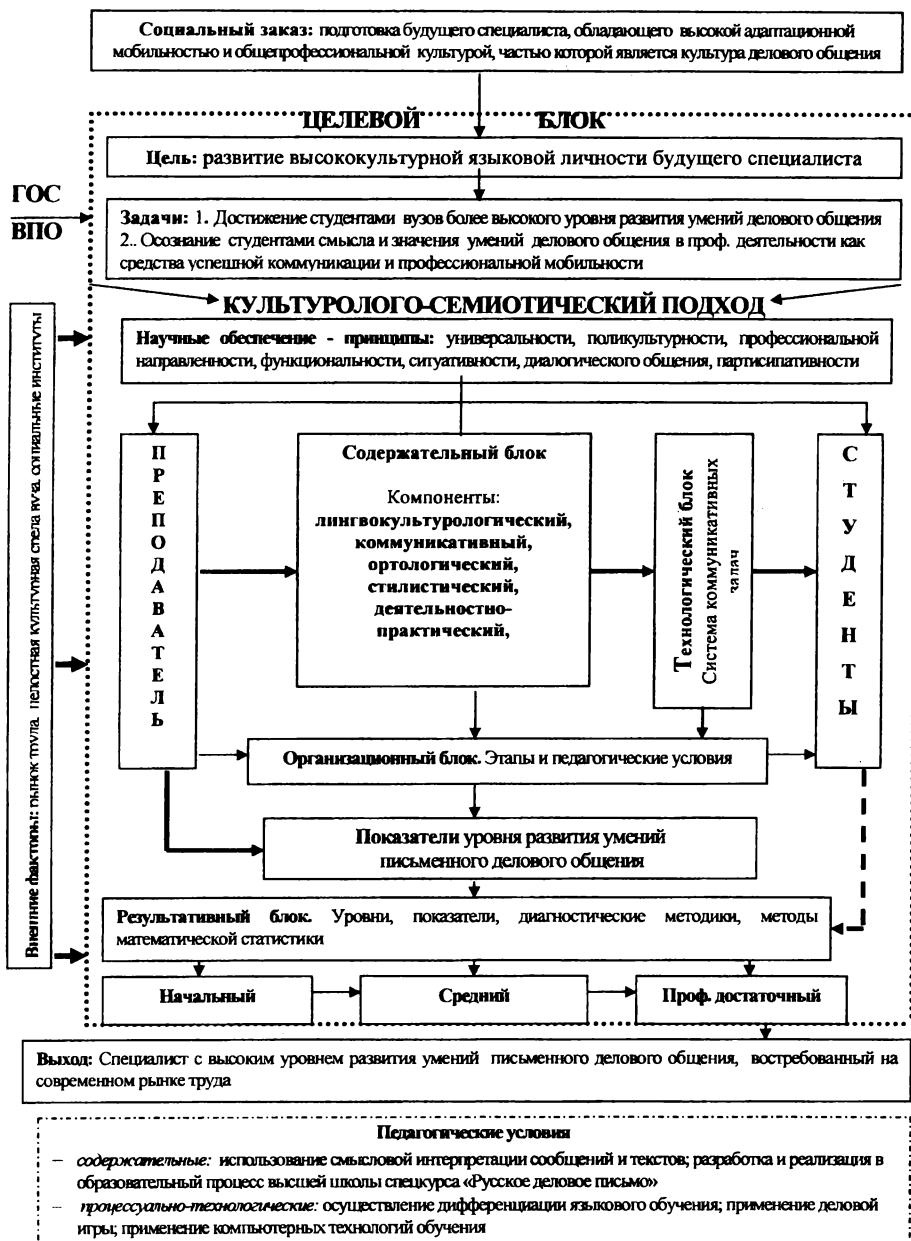 Социальный заказ: подготовка будущего специалиста, обладающего высокой адаптационной
мобильностью и общепрофессиональной культурой, частью которой является культура делового общения
ЦЕЛЕВОЙ БЛОК
Цель: развитие высококультурной языковой личности будущего специалиста
ГОС
ВПО
Задачи: 1. Достижение студентами вузов более высокого уровня развития умений делового общения
2.. Осознание студентами смысла и значения умений делового общения в проф. деятельности как
средства успешной коммуникации и профессиональной мобильности
КУЛЬТУРОЛОГО-СЕМИОТИЧЕСКИЙ ПОДХОД
Научные обеспечение - принципы: универсальности, поликультурности, профессиональной
направленности, функциональности, ситуативности, диалогического общения, партисипативности
Внешние факторы: рынок труда, целостная культурная среда вуза, социальные институты
ПРЕПОДАВАТЕЛЬ
Содержательный блок
Компоненты:
лингвокультурологический,
коммуникативный,
ортологический,
стилистический,
деятельностно-
практический,
Технологический блок
Система коммуникативных
задач
СТУДЕНТЫ
Организационный блок. Этапы и педагогические условия
Показатели уровня развития умений
письменного делового общения
Результативный блок. Уровни, показатели, диагностические методики, методы
математической статистики
Начальный
Средний
Проф. достаточный
Выход: Специалист с высоким уровнем развития умений письменного делового общения, востребованный на
современном рынке труда
Педагогические условия
– содержательные: использование смысловой интерпретации сообщений и текстов; разработка и реализация в
образовательный процесс высшей школы спецкурса «Русское деловое письмо»
– процессуально-технологические: осуществление дифференциации языкового обучения; применение деловой
игры; применение компьютерных технологий обучения